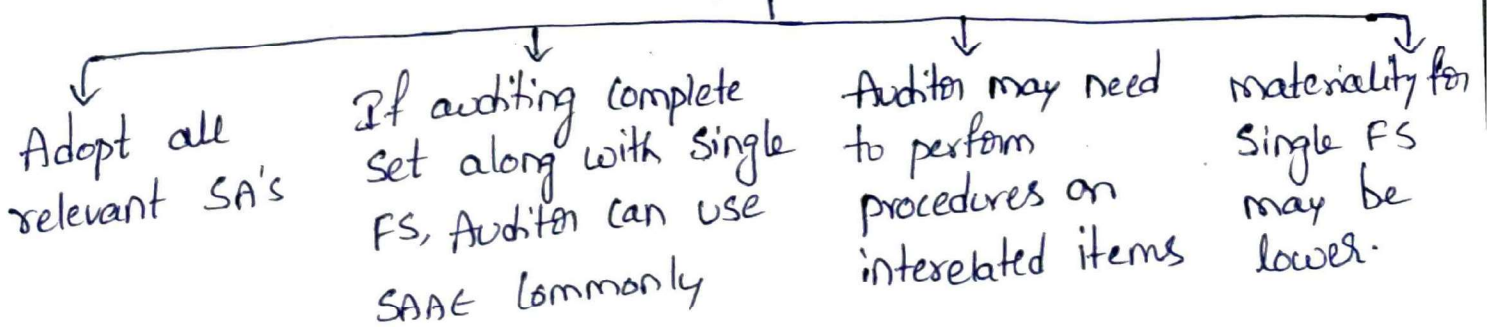 Adopt all
relevant SA's
If auditing complete
set along with single
FS, Auditor can use
SAAE commonly
Auditor may need
to perform
procedures on
interelated items
materiality for
single FS
may be
lower.